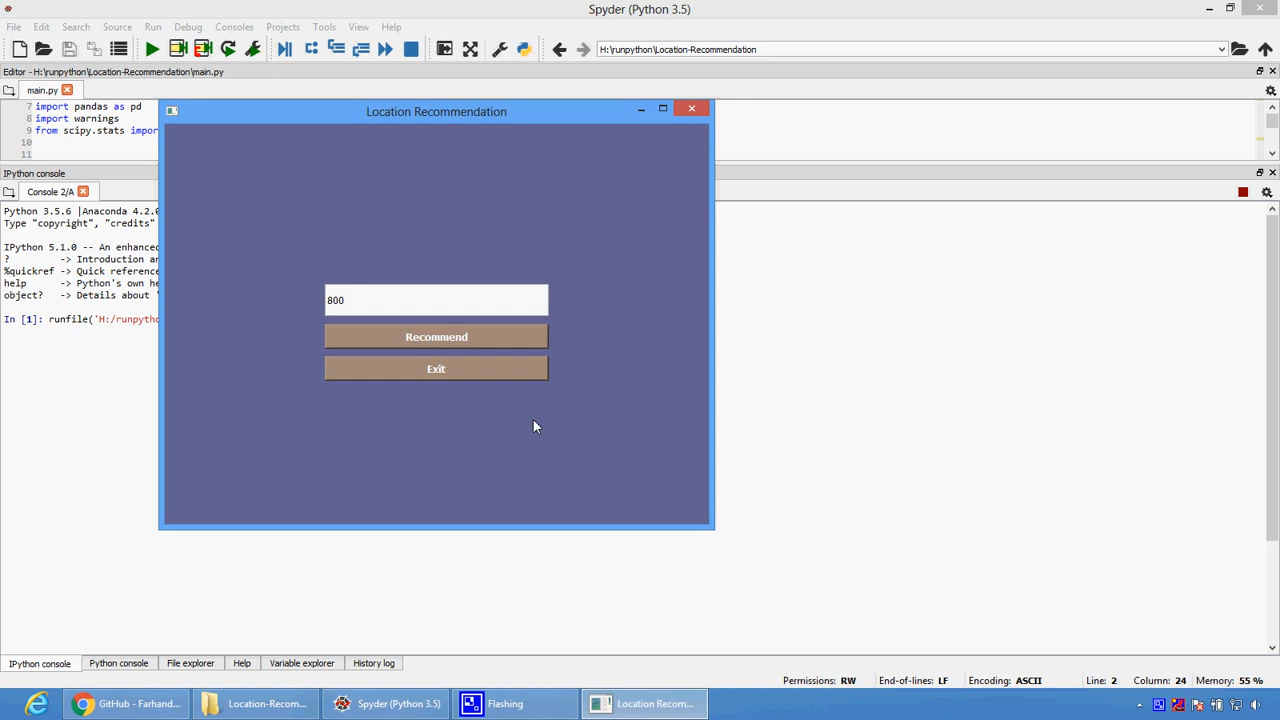 Spyder (Python 3.5)
File Edit Search Source Run Debug Consoles Projects Tools View Help
H:\runpython\Location-Recommendation
Editor - H:\runpython\Location-Recommendation\main.py
main.py
7 import pandas as pd
8 import warnings
9 from scipy.stats impor
10
11
Location Recommendation
800
Recommend
Exit
IPython console
Console 2/A
Python 3.5.6 |Anaconda 4.2.0
Type "copyright", "credits"
IPython 5.1.0 -- An enhanced
? -> Introduction an
%quickref -> Quick reference
help -> Python's own he
object? -> Details about '
In [1]: runfile('H:/runpytho
IPython console Python console File explorer Help Variable explorer History log
Permissions: RW End-of-lines: LF Encoding: ASCII Line: 2 Column: 24 Memory: 55 %
GitHub - Farhand... Location-Recom... Spyder (Python 3.5) Flashing Location Recom...